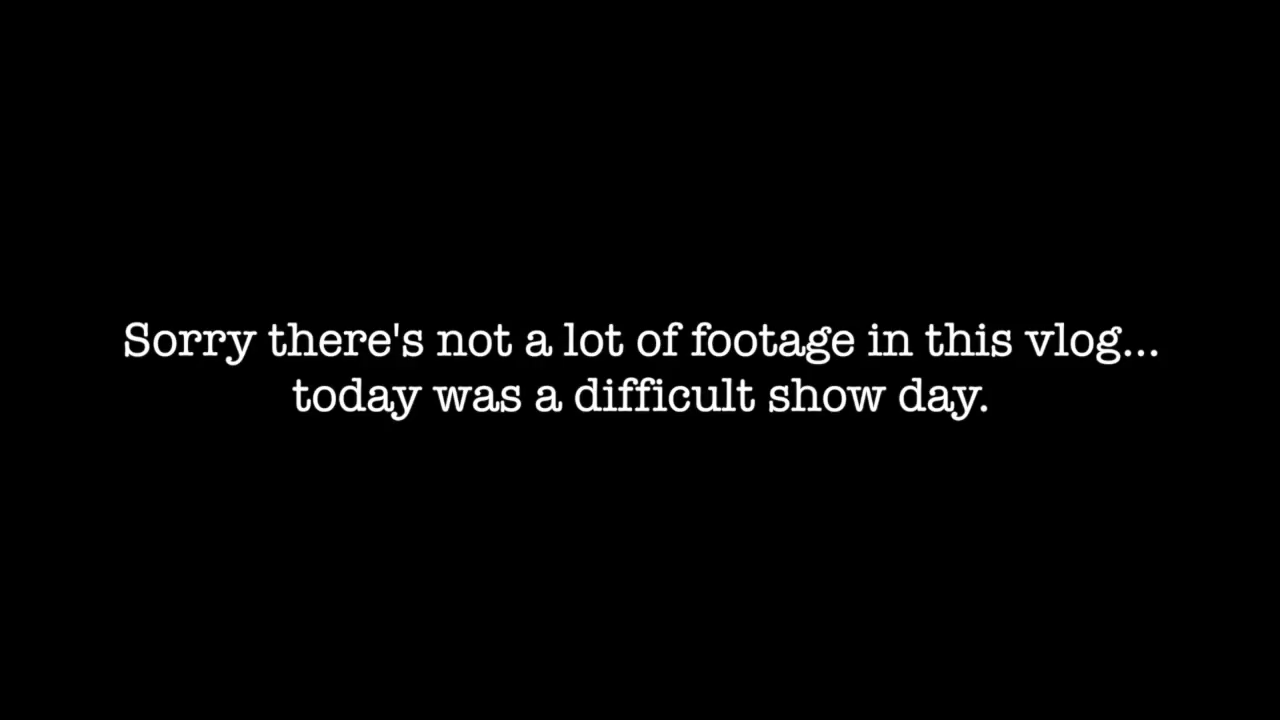 Sorry there's not a lot of footage in this vlog...
today was a difficult show day.